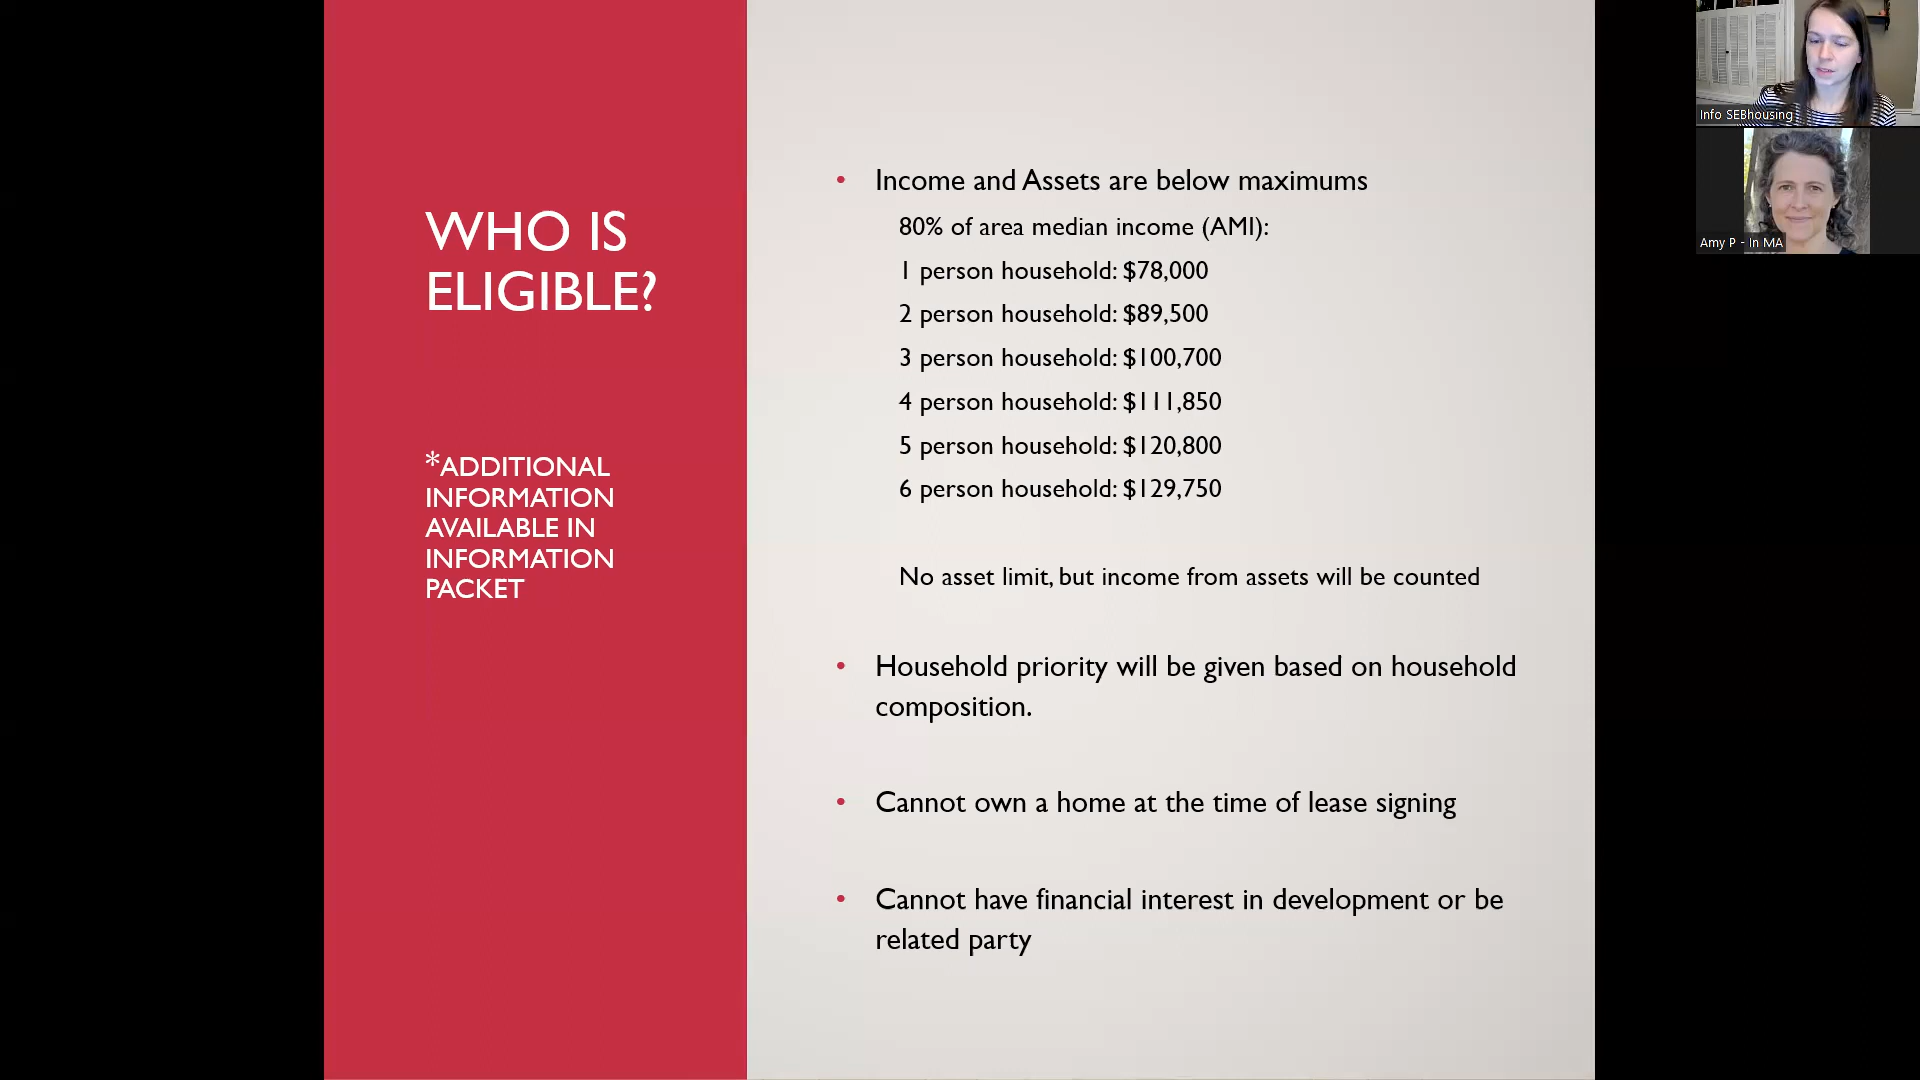 WHO IS
ELIGIBLE?
*ADDITIONAL
INFORMATION
AVAILABLE IN
INFORMATION
PACKET
• Income and Assets are below maximums
80% of area median income (AMI):
1 person household: $78,000
2 person household: $89,500
3 person household: $100,700
4 person household: $111,850
5 person household: $120,800
6 person household: $129,750
No asset limit, but income from assets will be counted
• Household priority will be given based on household
composition.
• Cannot own a home at the time of lease signing
• Cannot have financial interest in development or be
related party
Info SEBhousing
Amy P - In MA